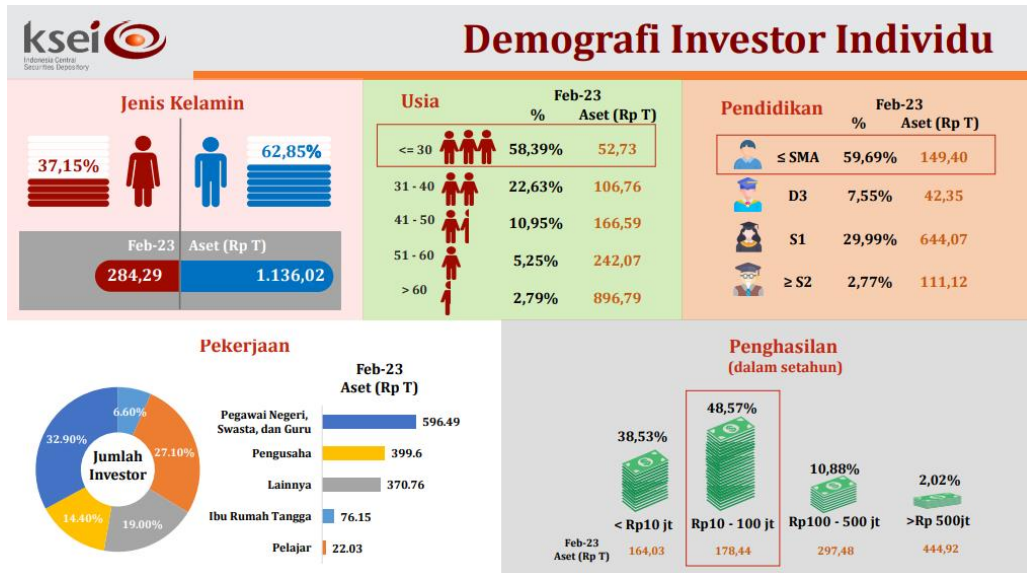 ksei
Indonesia Central
Securities Depository
Demografi Investor Individu
Jenis Kelamin
37,15%
62,85%
Feb-23 Aset (Rp T)
284,29 1.136,02
Usia
Feb-23
% Aset (Rp T)
<= 30 58,39% 52,73
31 - 40 22,63% 106,76
41 - 50 10,95% 166,59
51 - 60 5,25% 242,07
> 60 2,79% 896,79
Pendidikan
Feb-23
% Aset (Rp T)
≤ SMA 59,69% 149,40
D3 7,55% 42,35
S1 29,99% 644,07
≥ S2 2,77% 111,12
Pekerjaan
6.60%
32.90%
27.10%
Jumlah
Investor
14.40%
19.00%
Feb-23
Aset (Rp T)
Pegawai Negeri,
Swasta, dan Guru 596.49
Pengusaha 399.6
Lainnya 370.76
Ibu Rumah Tangga 76.15
Pelajar 22.03
Penghasilan
(dalam setahun)
38,53% 48,57% 10,88% 2,02%
< Rp10 jt Rp10 - 100 jt Rp100 - 500 jt >Rp 500jt
Feb-23
Aset (Rp T) 164,03 178,44 297,48 444,92